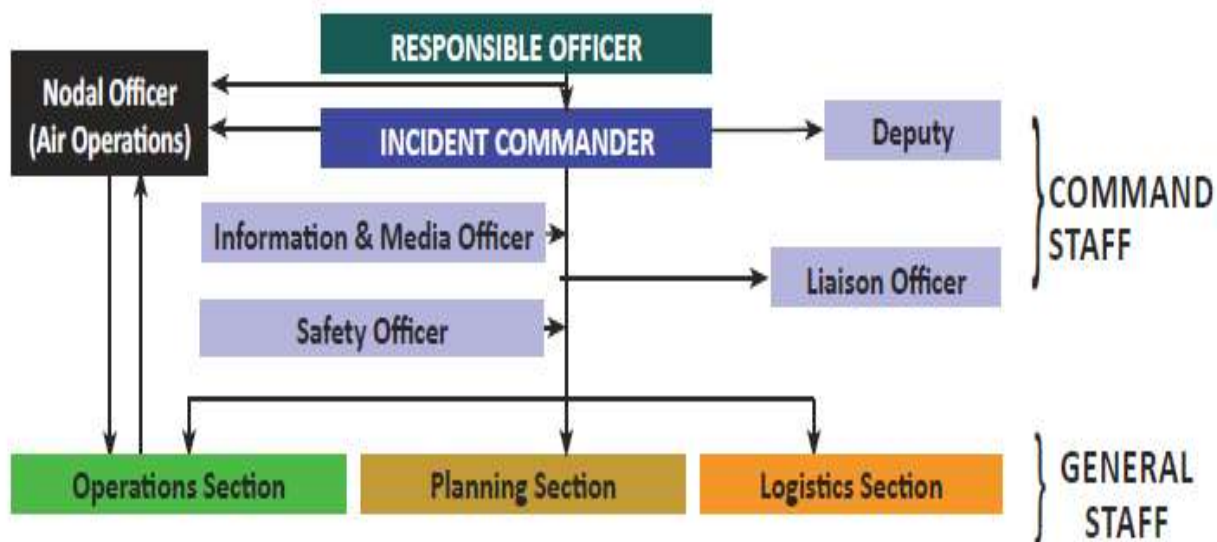 RESPONSIBLE OFFICER
Nodal Officer
(Air Operations)
INCIDENT COMMANDER
Deputy
Information & Media Officer
Liaison Officer
Safety Officer
COMMAND
STAFF
Operations Section
Planning Section
Logistics Section
GENERAL
STAFF